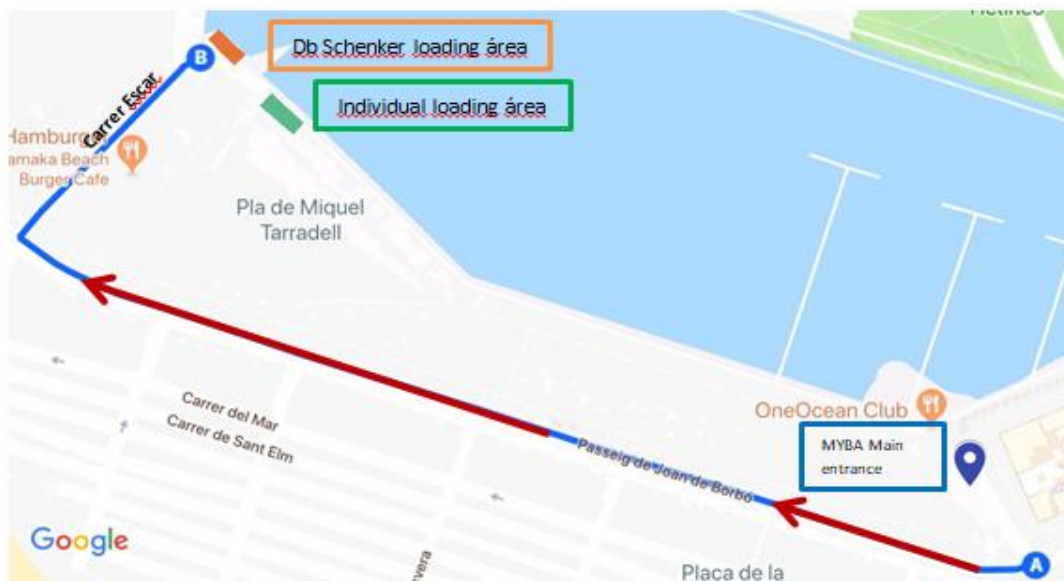 B
Db Schenker loading área
Individual loading área
Carrer Escar
Hamburg
amaka Beach
Burger Cafe
Pla de Miquel
Tarradell
Carrer del Mar
Carrer de Sant Elm
Passeig de Joan de Borbó
OneOcean Club
MYBA Main
entrance
Google
rvera
Placa de la
A